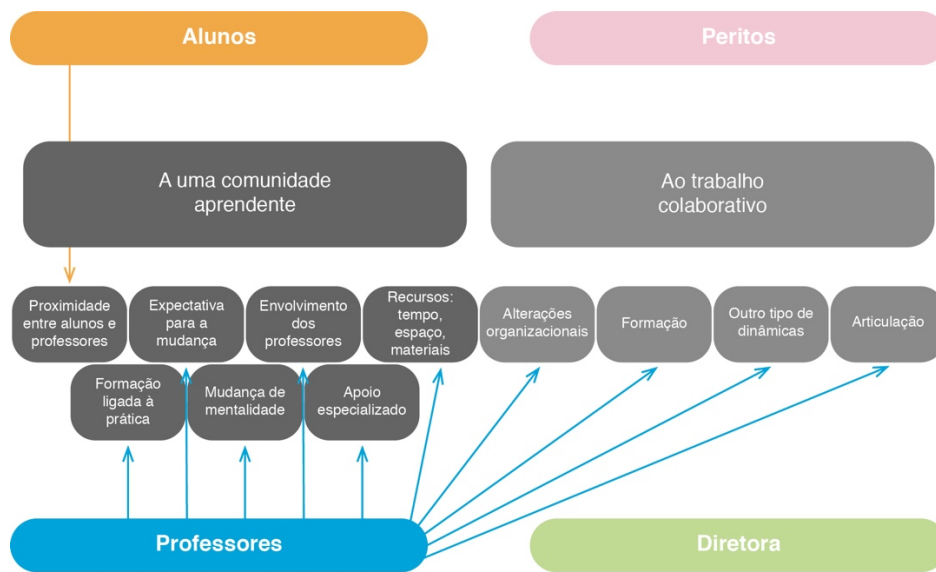 Alunos
Peritos
A uma comunidade
aprendente
Ao trabalho
colaborativo
Proximidade
entre alunos e
professores
Expectativa
para a
mudança
Envolvimento
dos
professores
Recursos:
tempo,
espaço,
materiais
Alterações
organizacionais
Formação
Outro tipo de
dinâmicas
Articulação
Formação
ligada à
prática
Mudança de
mentalidade
Apoio
especializado
Professores
Diretora